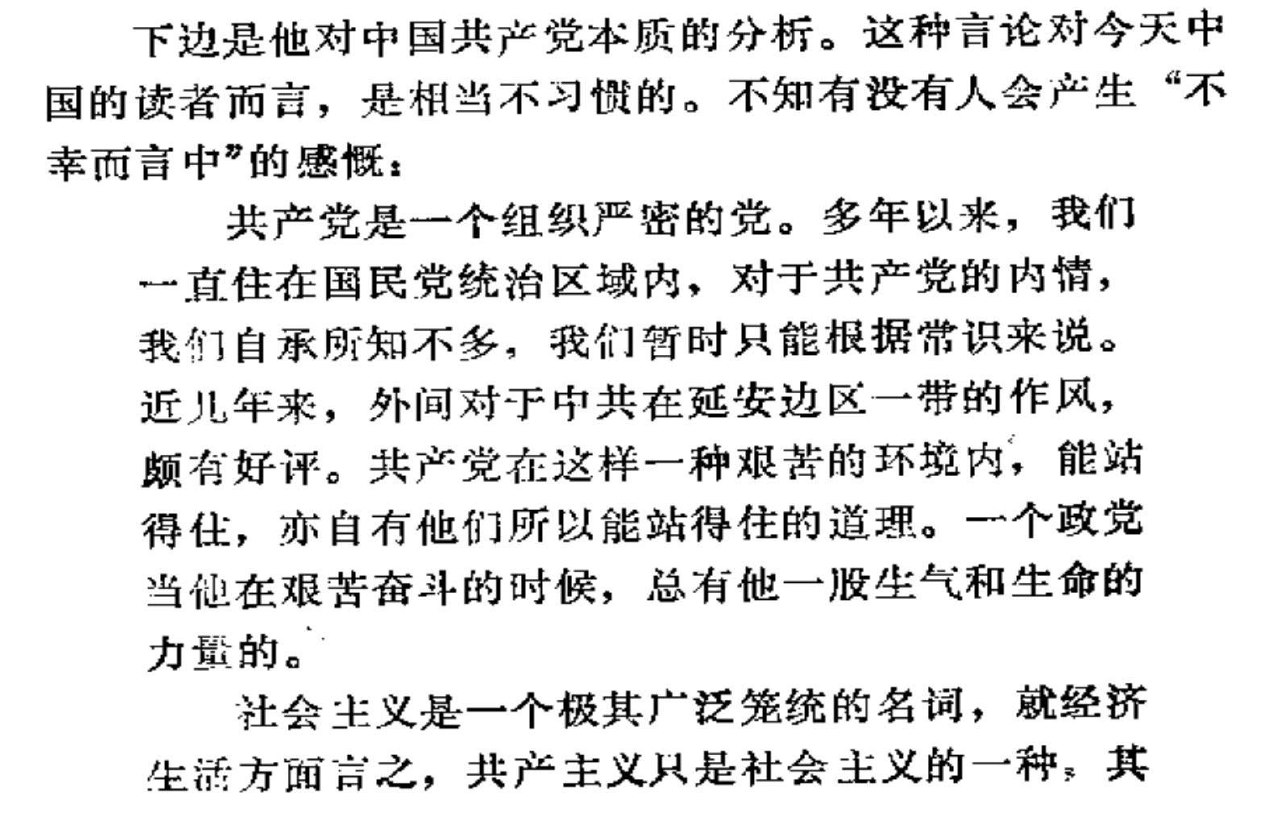 下边是他对中国共产党本质的分析。这种言论对今天中
国的读者而言，是相当不习惯的。不知有没有人会产生“不
幸而言中”的感慨：
共产党是一个组织严密的党。多年以来，我们
一直住在国民党统治区域内，对于共产党的内情，
我们自承所知不多，我们暂时只能根据常识来说。
近儿年来，外间对于中共在延安边区一带的作风，
颇有好评。共产党在这样一种艰苦的环境内，能站
得住，亦自有他们所以能站得住的道理。一个政党
当他在艰苦奋斗的时候，总有他一股生气和生命的
力量的。
社会主义是一个极其广泛笼统的名词，就经济
生活方面言之，共产主义只是社会主义的一种，其